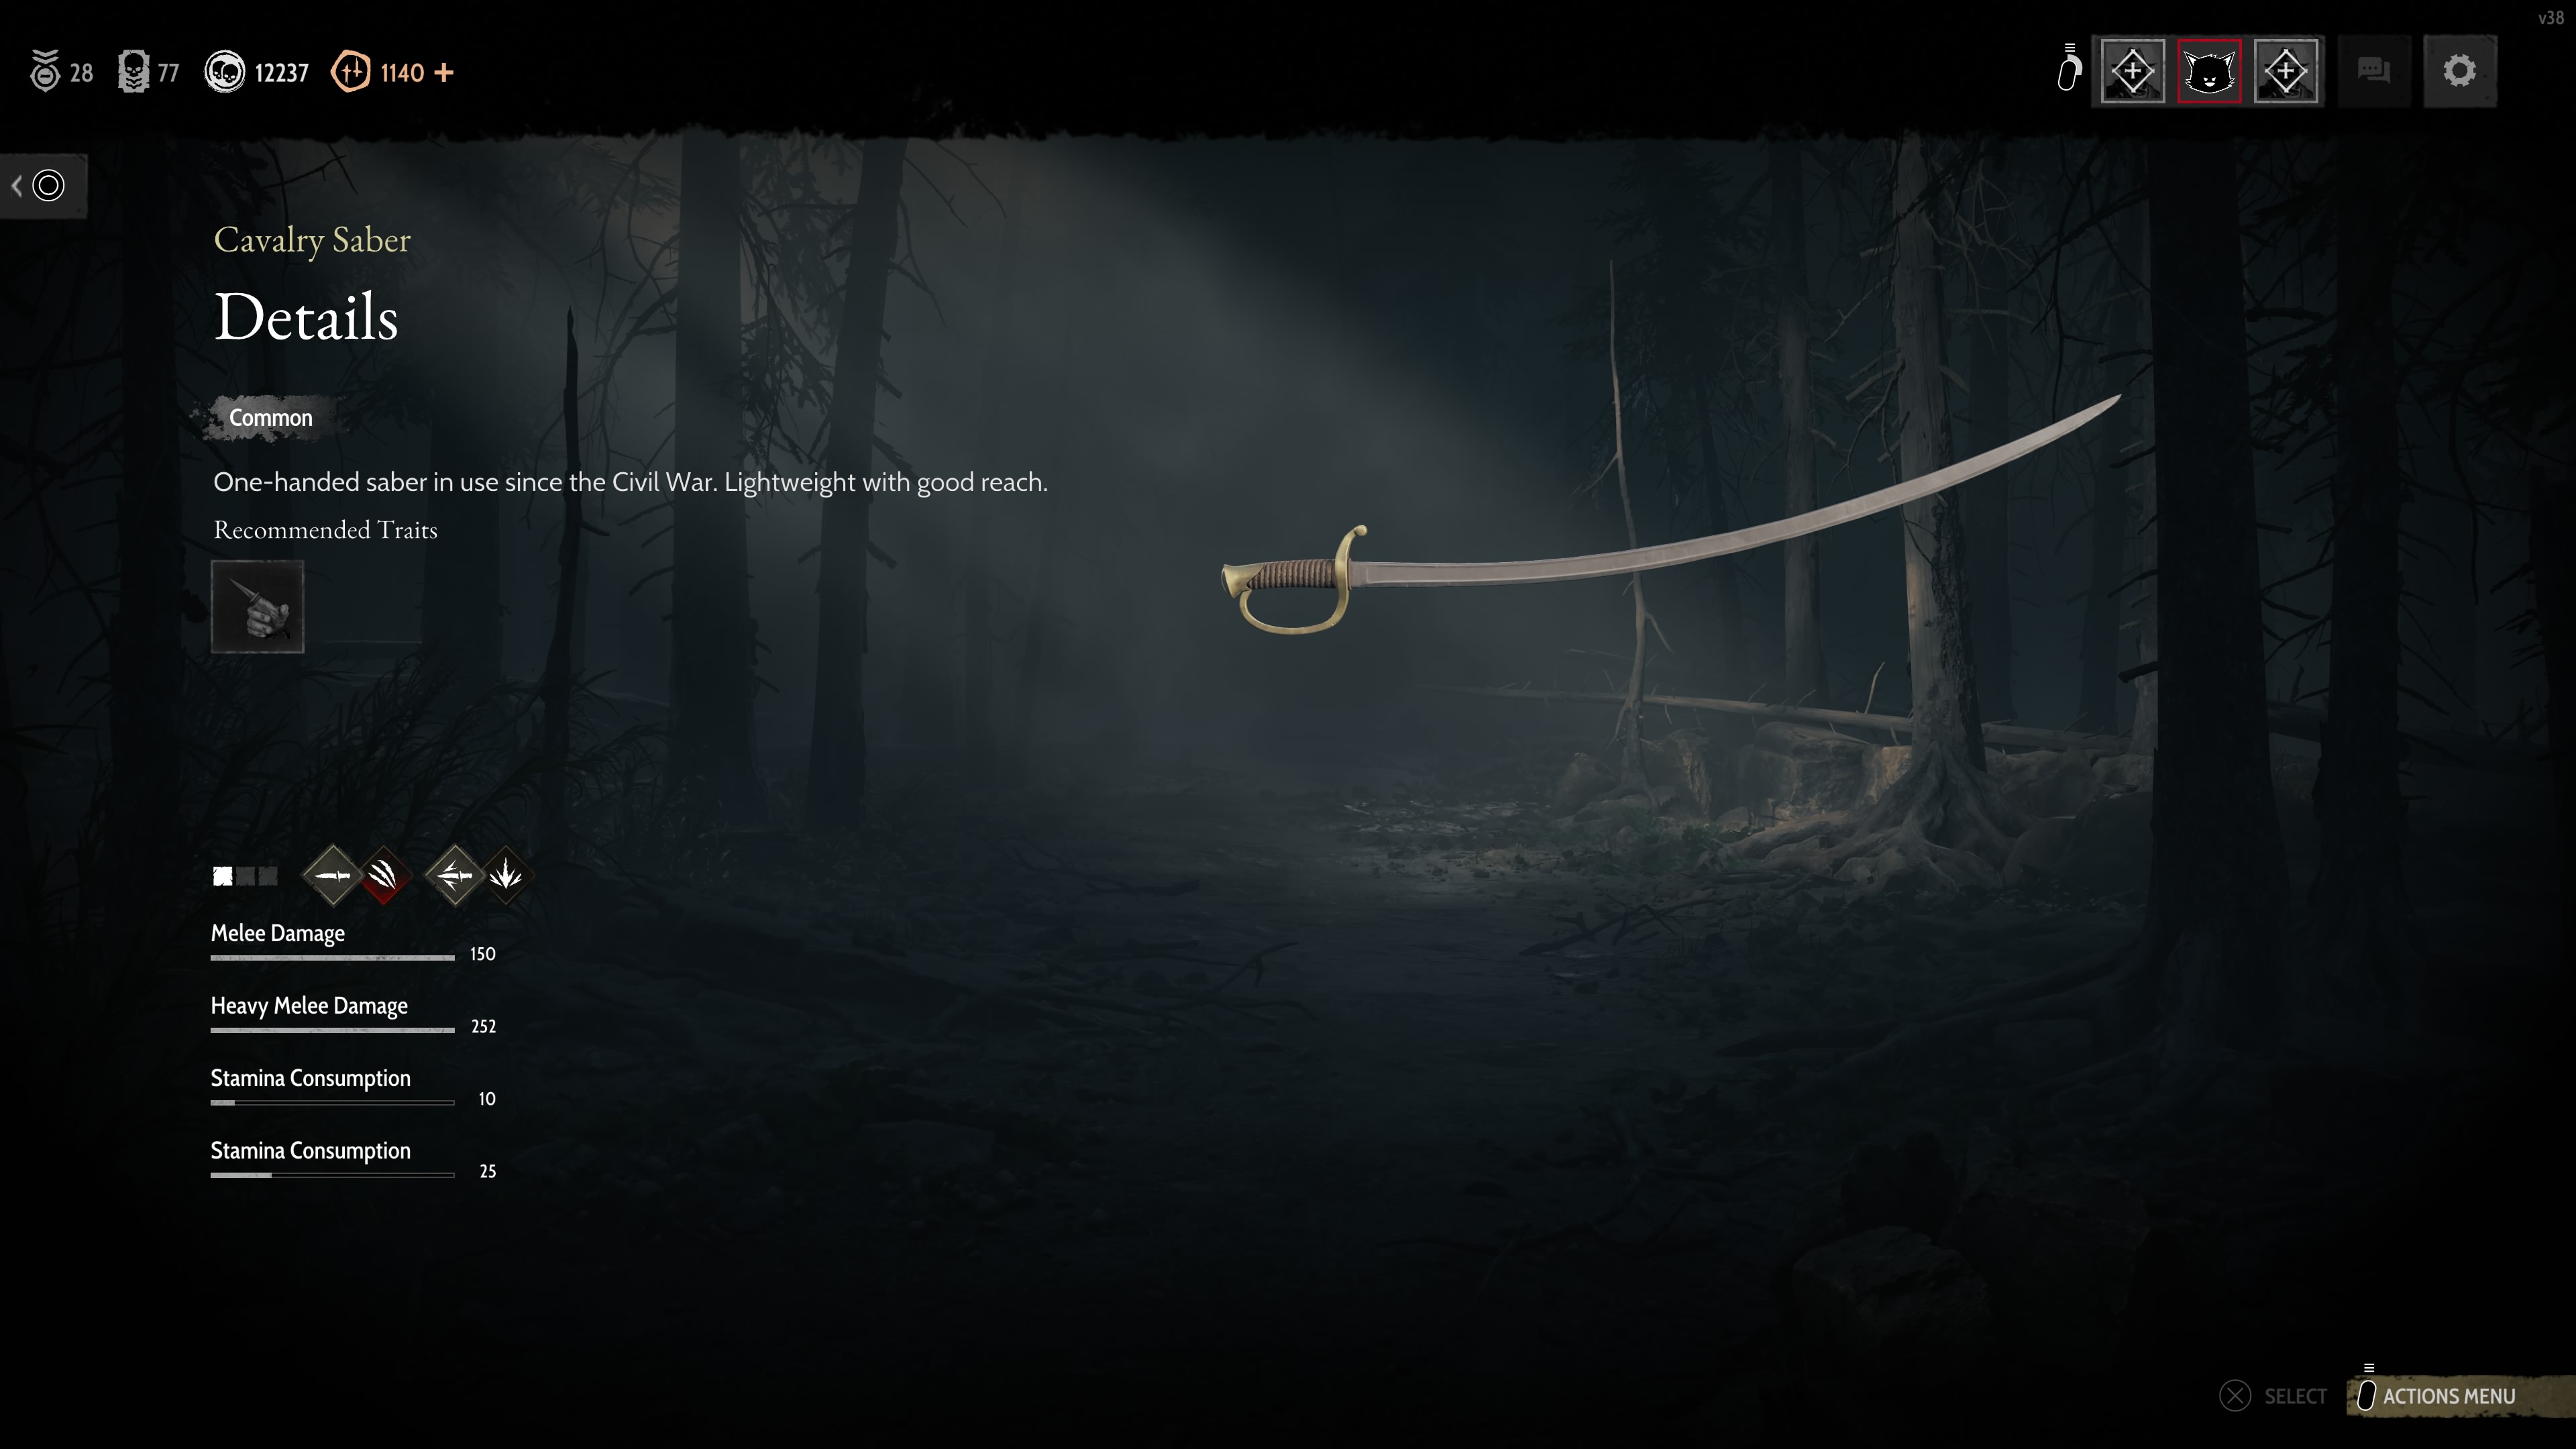 v38
28 77 12237 1140 +
Cavalry Saber
Details
Common
One-handed saber in use since the Civil War. Lightweight with good reach.
Recommended Traits
Melee Damage
150
Heavy Melee Damage
252
Stamina Consumption
10
Stamina Consumption
25
SELECT
ACTIONS MENU